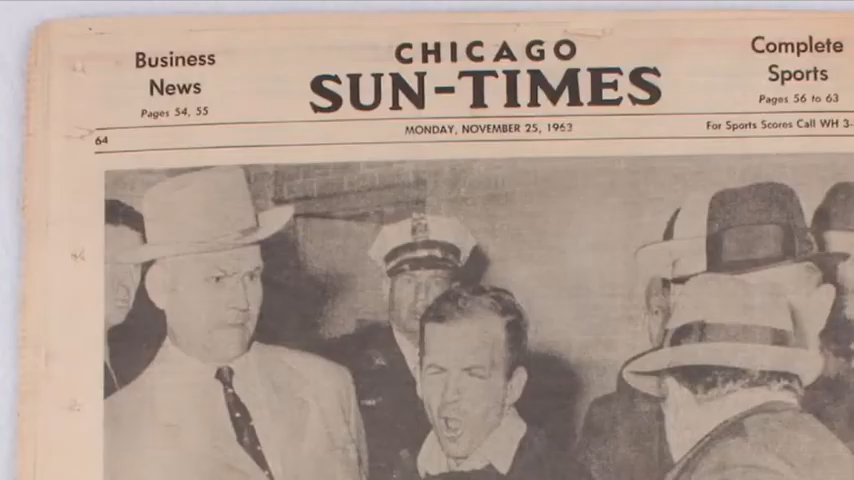 Business
News
Pages 54, 55
CHICAGO
SUN-TIMES
Complete
Sports
Pages 56 to 63
64
MONDAY, NOVEMBER 25, 1963
For Sports Scores Call WH 3-